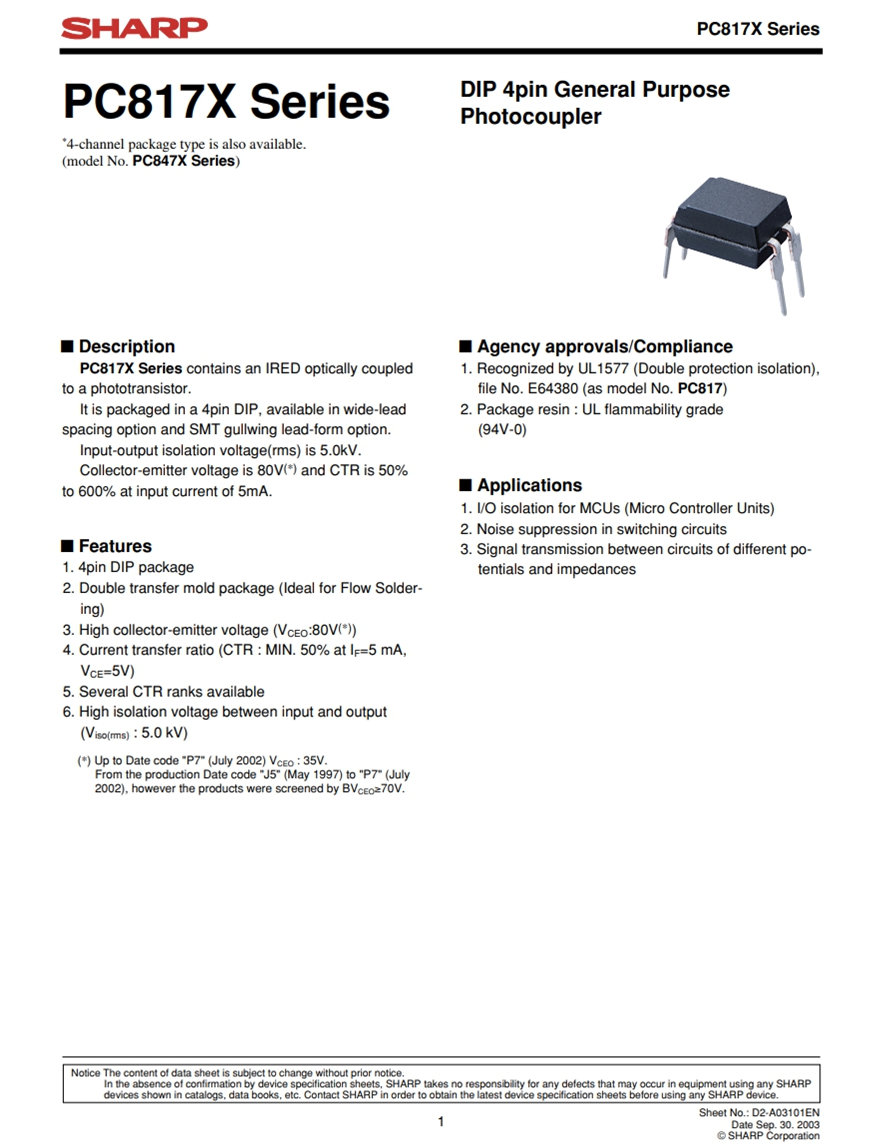 SHARP
PC817X Series
PC817X Series
*4-channel package type is also available.
(model No. PC847X Series)
DIP 4pin General Purpose
Photocoupler
■ Description
PC817X Series contains an IRED optically coupled
to a phototransistor.
It is packaged in a 4pin DIP, available in wide-lead
spacing option and SMT gullwing lead-form option.
Input-output isolation voltage(rms) is 5.0kV.
Collector-emitter voltage is 80V(*) and CTR is 50%
to 600% at input current of 5mA.
■ Features
1. 4pin DIP package
2. Double transfer mold package (Ideal for Flow Solder-
ing)
3. High collector-emitter voltage (VCEO:80V(*))
4. Current transfer ratio (CTR : MIN. 50% at IF=5 mA,
VCE=5V)
5. Several CTR ranks available
6. High isolation voltage between input and output
(Viso(rms) : 5.0 kV)
(*) Up to Date code "P7" (July 2002) VCEO : 35V.
From the production Date code "J5" (May 1997) to "P7" (July
2002), however the products were screened by BVCEO≥70V.
■ Agency approvals/Compliance
1. Recognized by UL1577 (Double protection isolation),
file No. E64380 (as model No. PC817)
2. Package resin : UL flammability grade
(94V-0)
■ Applications
1. I/O isolation for MCUs (Micro Controller Units)
2. Noise suppression in switching circuits
3. Signal transmission between circuits of different po-
tentials and impedances
Notice The content of data sheet is subject to change without prior notice.
In the absence of confirmation by device specification sheets, SHARP takes no responsibility for any defects that may occur in equipment using any SHARP
devices shown in catalogs, data books, etc. Contact SHARP in order to obtain the latest device specification sheets before using any SHARP device.
1
Sheet No.: D2-A03101EN
Date Sep. 30. 2003
© SHARP Corporation